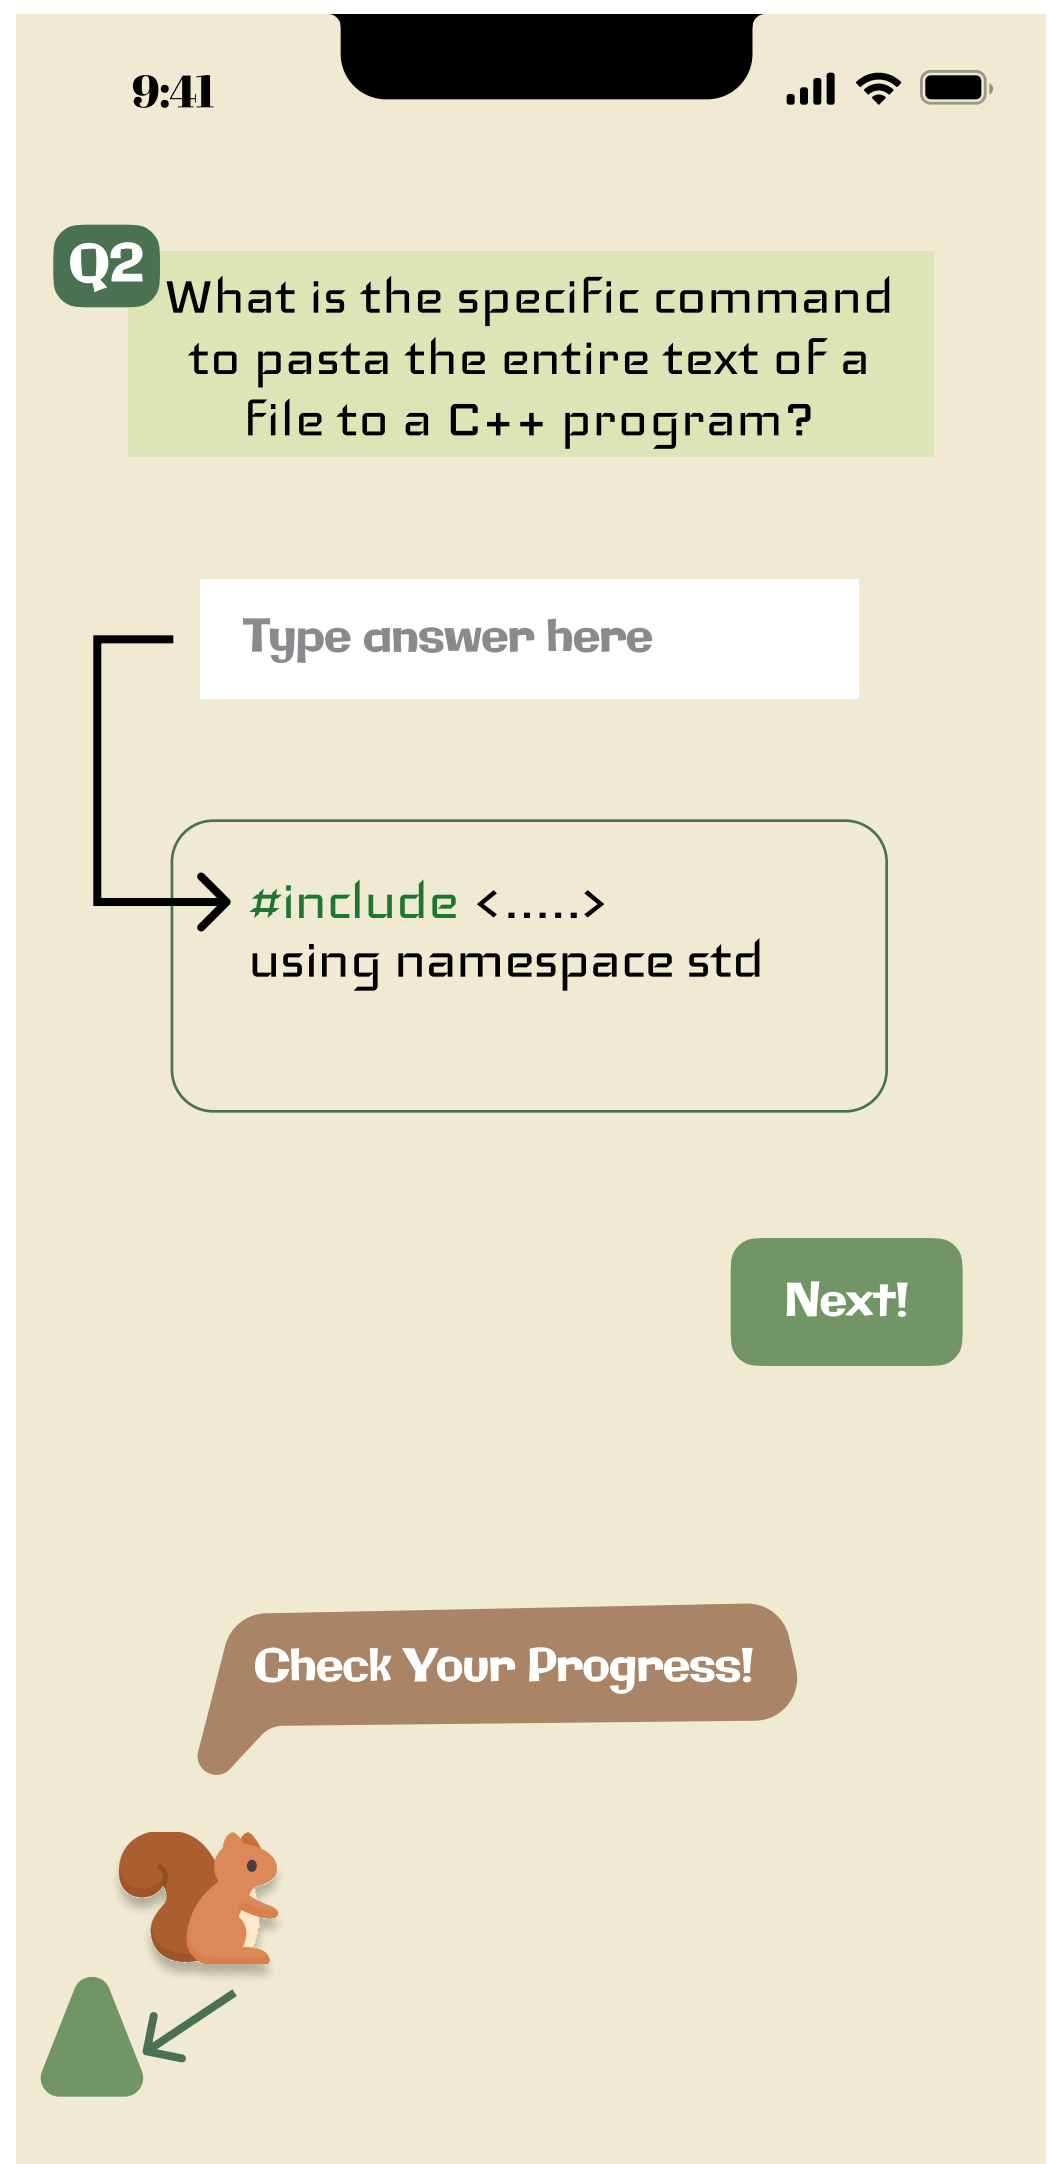 9:41
Q2
What is the specific command
to pasta the entire text of a
file to a C++ program?
Type answer here
#include <.....>
using namespace std
Next!
Check Your Progress!